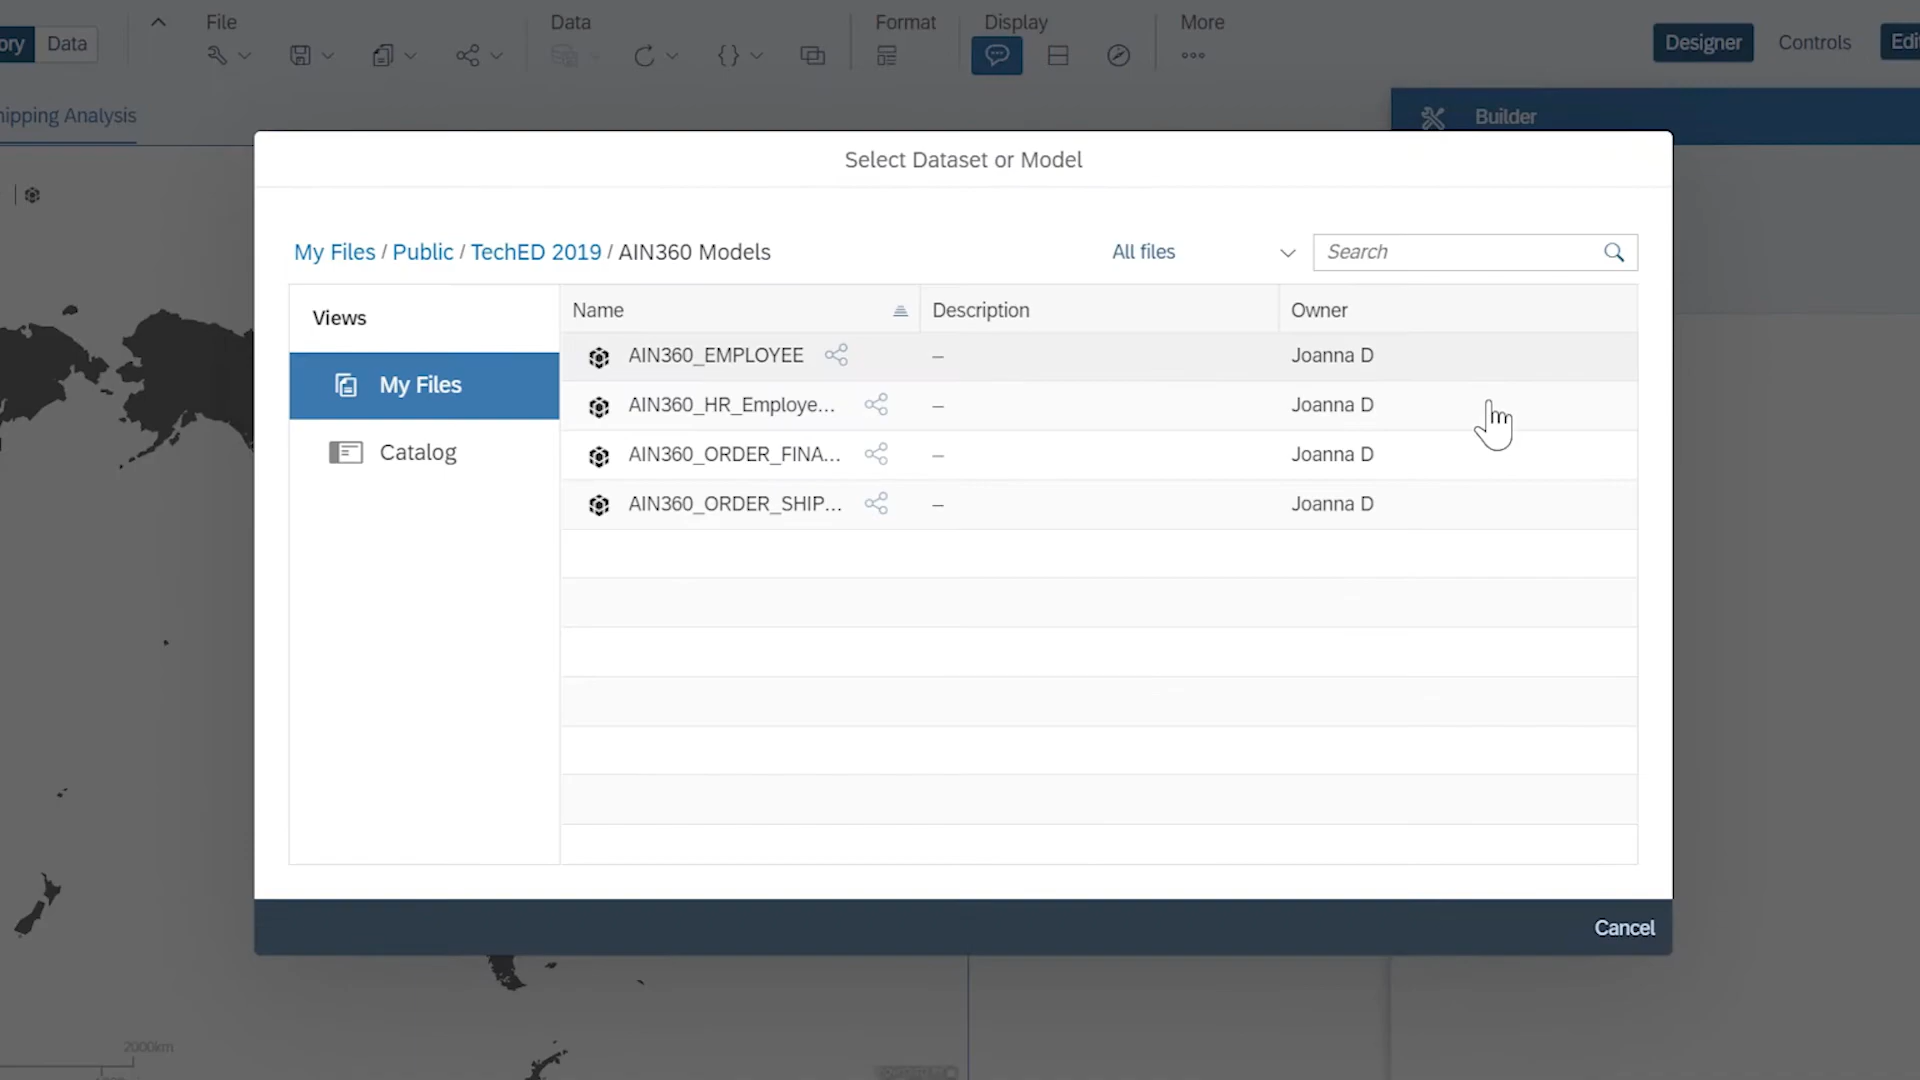 File
Data
Format
Display
More
ory
Data
Designer
Controls
Edi
hipping Analysis
Builder
Select Dataset or Model
My Files / Public / TechED 2019 / AIN360 Models
All files
Search
Views
Name
Description
Owner
My Files
Catalog
AIN360_EMPLOYEE – Joanna D
AIN360_HR_Employe... – Joanna D
AIN360_ORDER_FINA... – Joanna D
AIN360_ORDER_SHIP... – Joanna D
Cancel
2000km